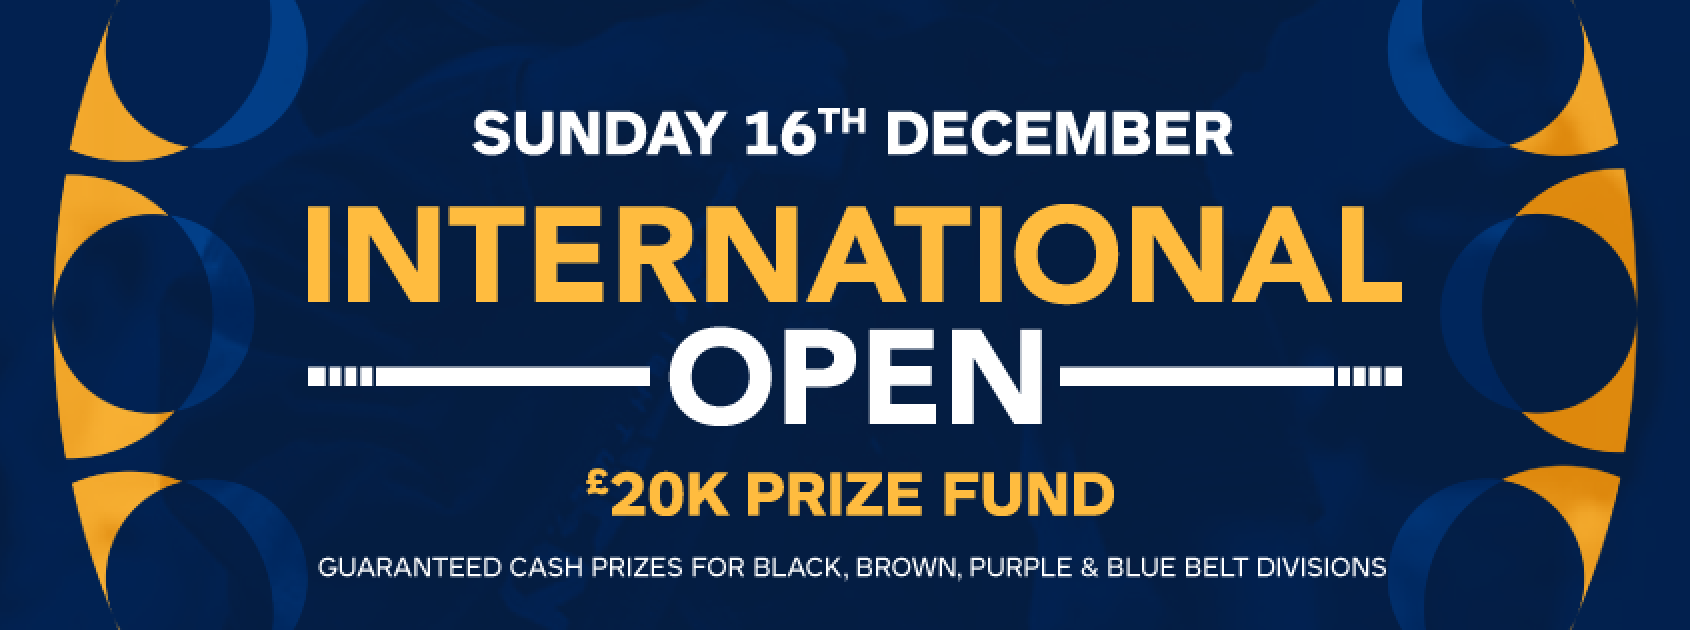 SUNDAY 16TH DECEMBER
INTERNATIONAL
OPEN
£20K PRIZE FUND
GUARANTEED CASH PRIZES FOR BLACK, BROWN, PURPLE & BLUE BELT DIVISIONS